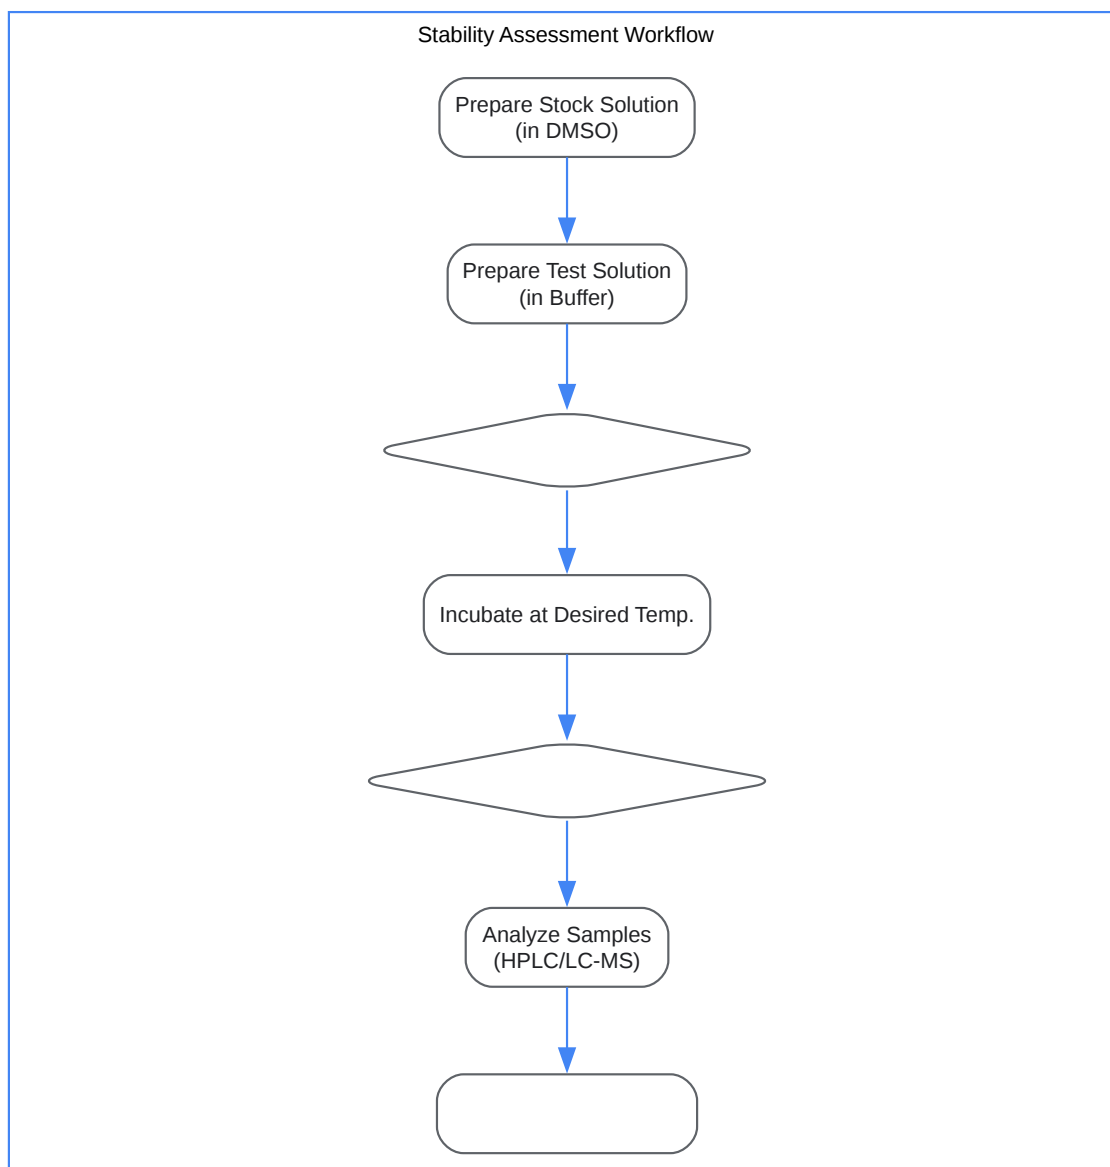 Stability Assessment Workflow
Prepare Stock Solution
(in DMSO)
Prepare Test Solution
(in Buffer)
Incubate at Desired Temp.
Analyze Samples
(HPLC/LC-MS)